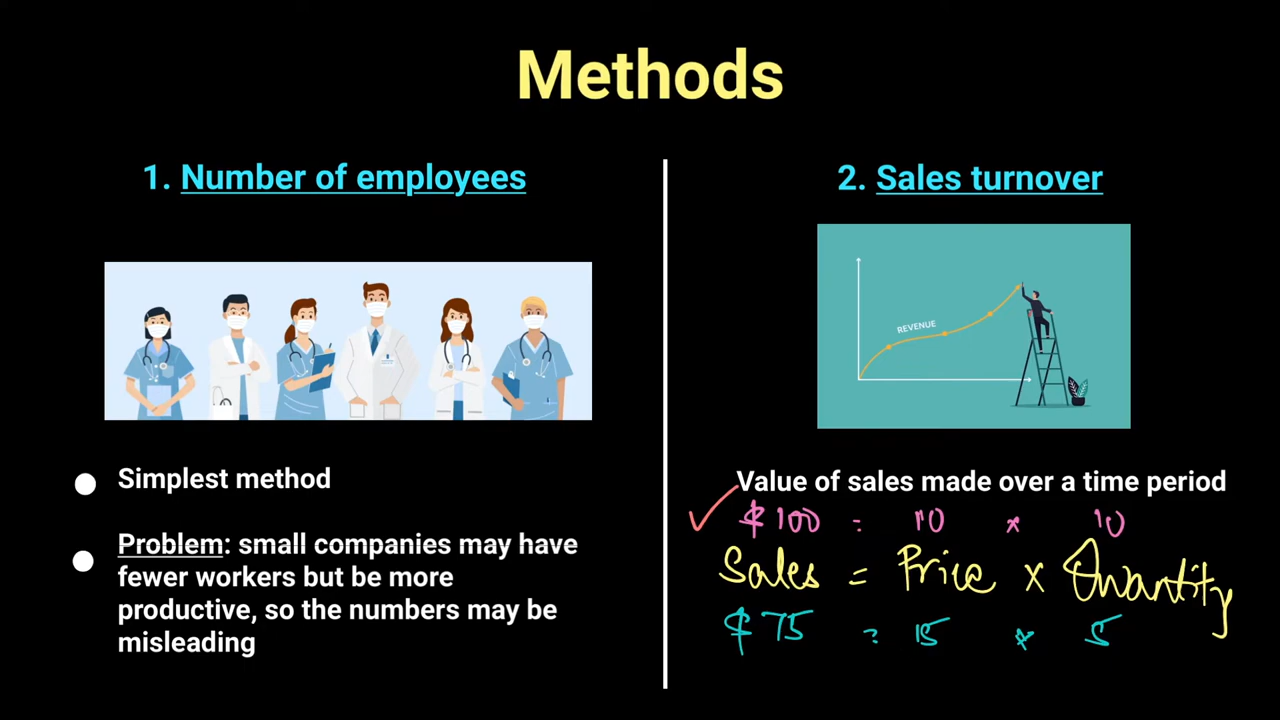 Methods
1. Number of employees
Simplest method
Problem: small companies may have
fewer workers but be more
productive, so the numbers may be
misleading
2. Sales turnover
REVENUE
Value of sales made over a time period
$100 = 10 * 10
Sales = Price x Quantity
$75 = 15 * 5